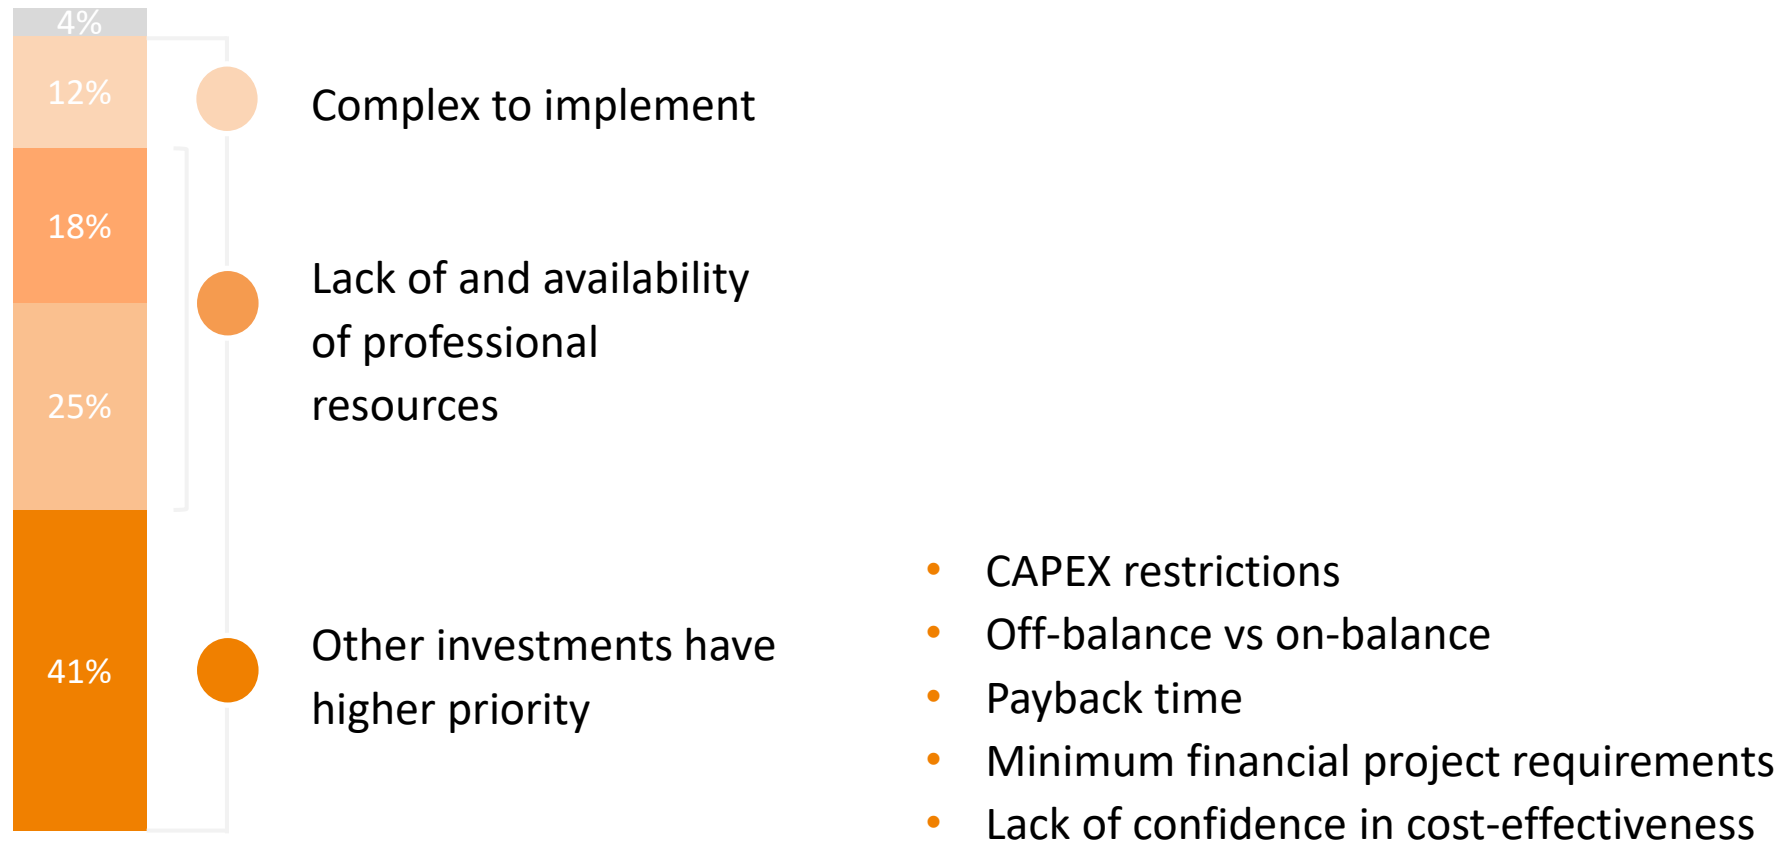 4%
12%
Complex to implement
18%
Lack of and availability
of professional
resources
25%
41%
Other investments have
higher priority
• CAPEX restrictions
• Off-balance vs on-balance
• Payback time
• Minimum financial project requirements
• Lack of confidence in cost-effectiveness